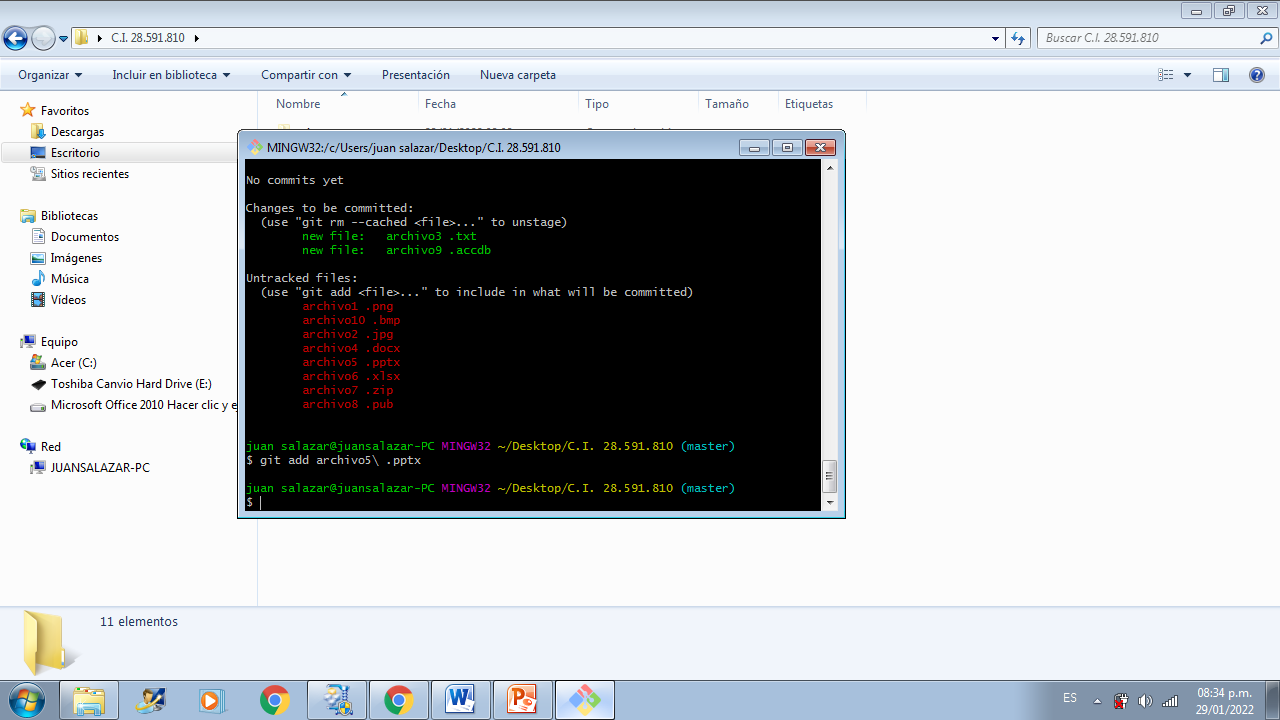 C.I. 28.591.810
Buscar C.I. 28.591.810
Organizar
Incluir en biblioteca
Compartir con
Presentación
Nueva carpeta
Nombre
Fecha
Tipo
Tamaño
Etiquetas
Favoritos
Descargas
Escritorio
Sitios recientes
Bibliotecas
Documentos
Imágenes
Música
Vídeos
Equipo
Acer (C:)
Toshiba Canvio Hard Drive (E:)
Microsoft Office 2010 Hacer clic y e
Red
JUANSALAZAR-PC
MINGW32:/c/Users/juan salazar/Desktop/C.I. 28.591.810
No commits yet
Changes to be committed:
(use "git rm --cached <file>..." to unstage)
new file:   archivo3 .txt
new file:   archivo9 .accdb
Untracked files:
(use "git add <file>..." to include in what will be committed)
archivo1 .png
archivo10 .bmp
archivo2 .jpg
archivo4 .docx
archivo5 .pptx
archivo6 .xlsx
archivo7 .zip
archivo8 .pub
juan salazar@juansalazar-PC MINGW32 ~/Desktop/C.I. 28.591.810 (master)
$ git add archivo5\ .pptx
juan salazar@juansalazar-PC MINGW32 ~/Desktop/C.I. 28.591.810 (master)
$
11 elementos
ES
08:34 p.m.
29/01/2022